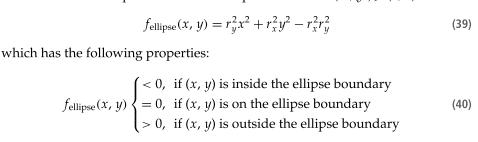 f_ellipse(x, y) = r_y^2 x^2 + r_x^2 y^2 − r_x^2 r_y^2 (39)
which has the following properties:
f_ellipse(x, y) { < 0, if (x, y) is inside the ellipse boundary
= 0, if (x, y) is on the ellipse boundary (40)
> 0, if (x, y) is outside the ellipse boundary